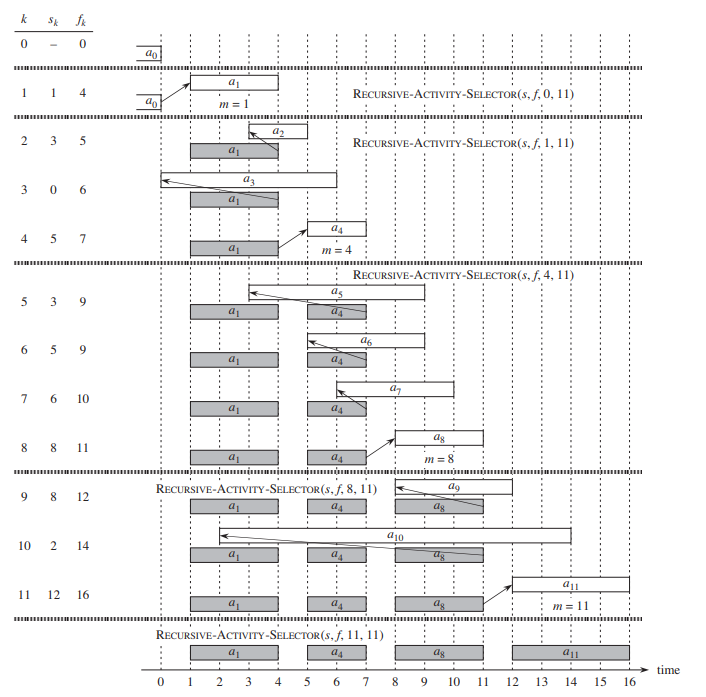 k s_k f_k
0 – 0
a_0
1 1 4
a_0 a_1
m = 1
RECURSIVE-ACTIVITY-SELECTOR(s, f, 0, 11)
2 3 5
a_2
a_1
RECURSIVE-ACTIVITY-SELECTOR(s, f, 1, 11)
3 0 6
a_3
a_1
4 5 7
a_4
a_1
m = 4
RECURSIVE-ACTIVITY-SELECTOR(s, f, 4, 11)
5 3 9
a_5
a_1 a_4
6 5 9
a_6
a_1 a_4
7 6 10
a_7
a_1 a_4
8 8 11
a_8
a_1 a_4
m = 8
RECURSIVE-ACTIVITY-SELECTOR(s, f, 8, 11)
9 8 12
a_9
a_1 a_4 a_8
10 2 14
a_10
a_1 a_4 a_8
11 12 16
a_11
a_1 a_4 a_8
m = 11
RECURSIVE-ACTIVITY-SELECTOR(s, f, 11, 11)
a_1 a_4 a_8 a_11
time
0 1 2 3 4 5 6 7 8 9 10 11 12 13 14 15 16